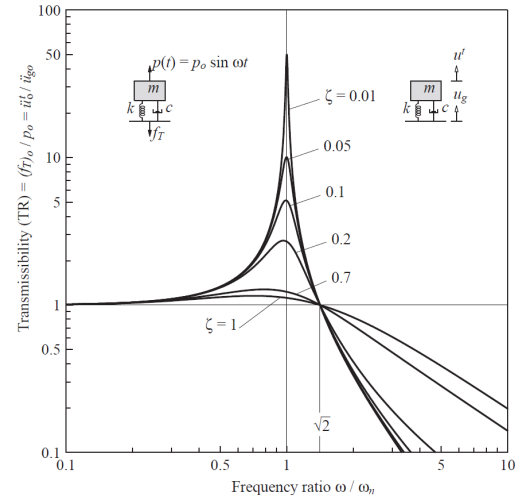 100
50
10
5
1
0.5
0.1
0.1
0.5
1
5
10
Transmissibility (TR) = (f_T)_o / p_o = ü^t_o / ü_go
Frequency ratio ω / ω_n
p(t) = p_o sin ωt
m
k
c
f_T
u^t
m
u_g
k
c
ζ = 0.01
0.05
0.1
0.2
0.7
ζ = 1
√2